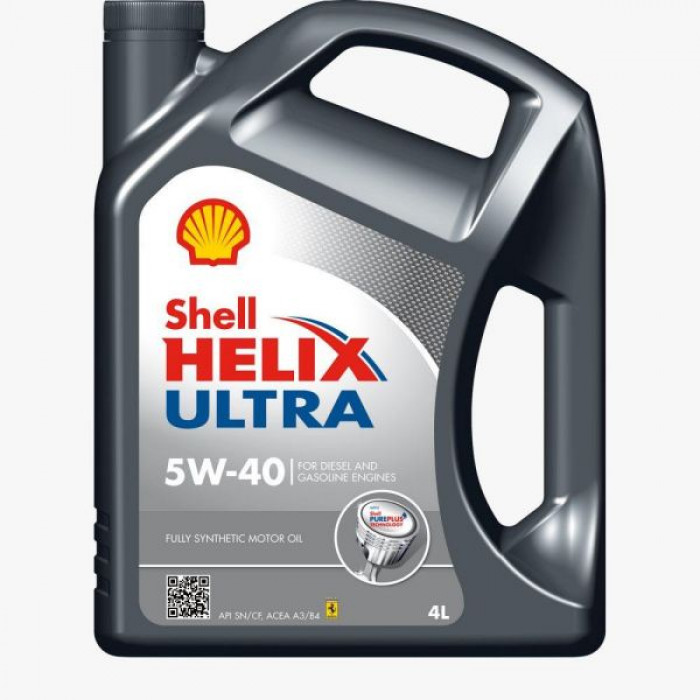 Shell
HELIX
ULTRA
5W-40
FOR DIESEL AND
GASOLINE ENGINES
Shell
PUREPLUS
TECHNOLOGY
FULLY SYNTHETIC MOTOR OIL
API SN/CF, ACEA A3/B4
4L